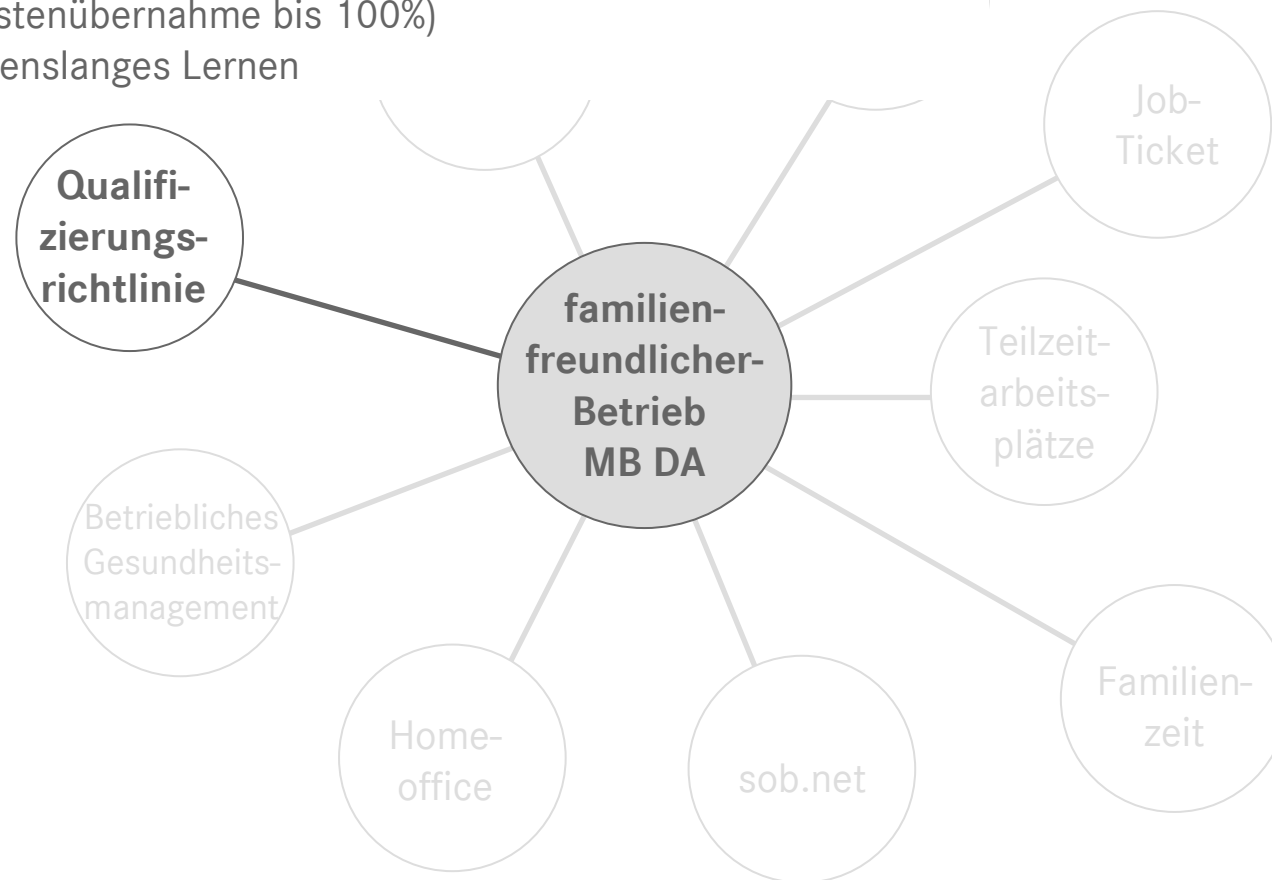 stenübernahme bis 100%)
enslanges Lernen
Job-
Ticket
Qualifi-
zierungs-
richtlinie
familien-
freundlicher-
Betrieb
MB DA
Teilzeit-
arbeits-
plätze
Betriebliches
Gesundheits-
management
Home-
office
sob.net
Familien-
zeit